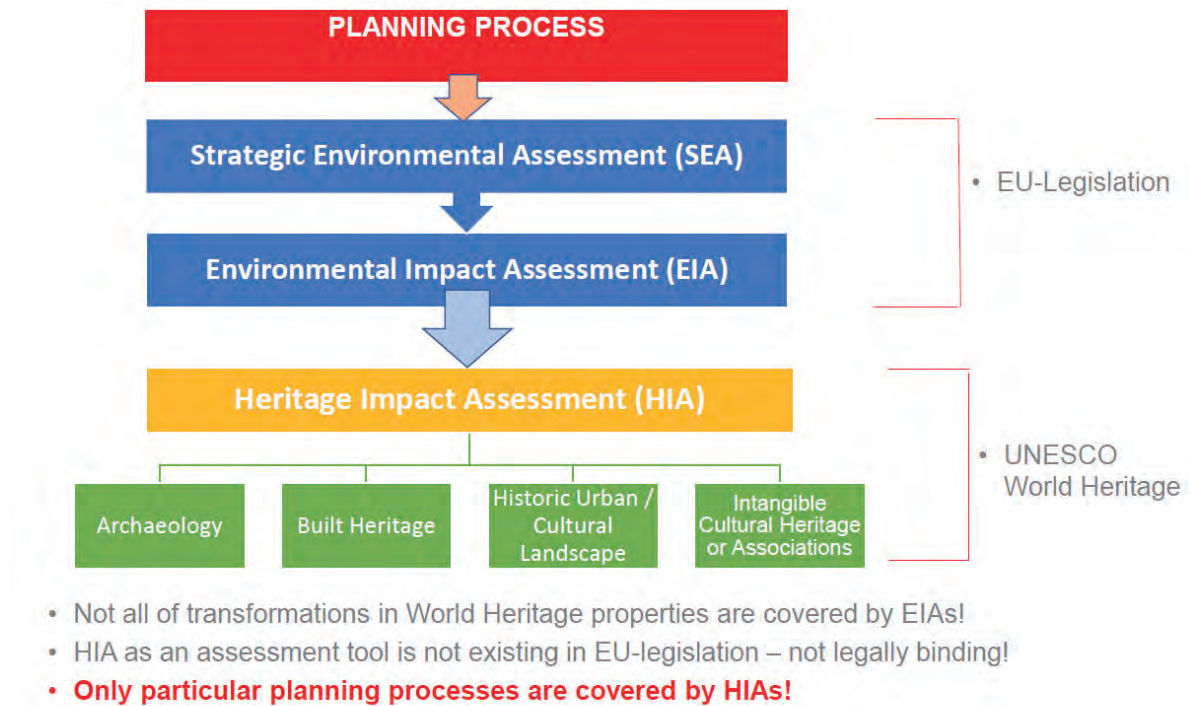 PLANNING PROCESS
Strategic Environmental Assessment (SEA)
• EU-Legislation
Environmental Impact Assessment (EIA)
Heritage Impact Assessment (HIA)
• UNESCO
World Heritage
Archaeology
Built Heritage
Historic Urban /
Cultural
Landscape
Intangible
Cultural Heritage
or Associations
• Not all of transformations in World Heritage properties are covered by EIAs!
• HIA as an assessment tool is not existing in EU-legislation – not legally binding!
• Only particular planning processes are covered by HIAs!